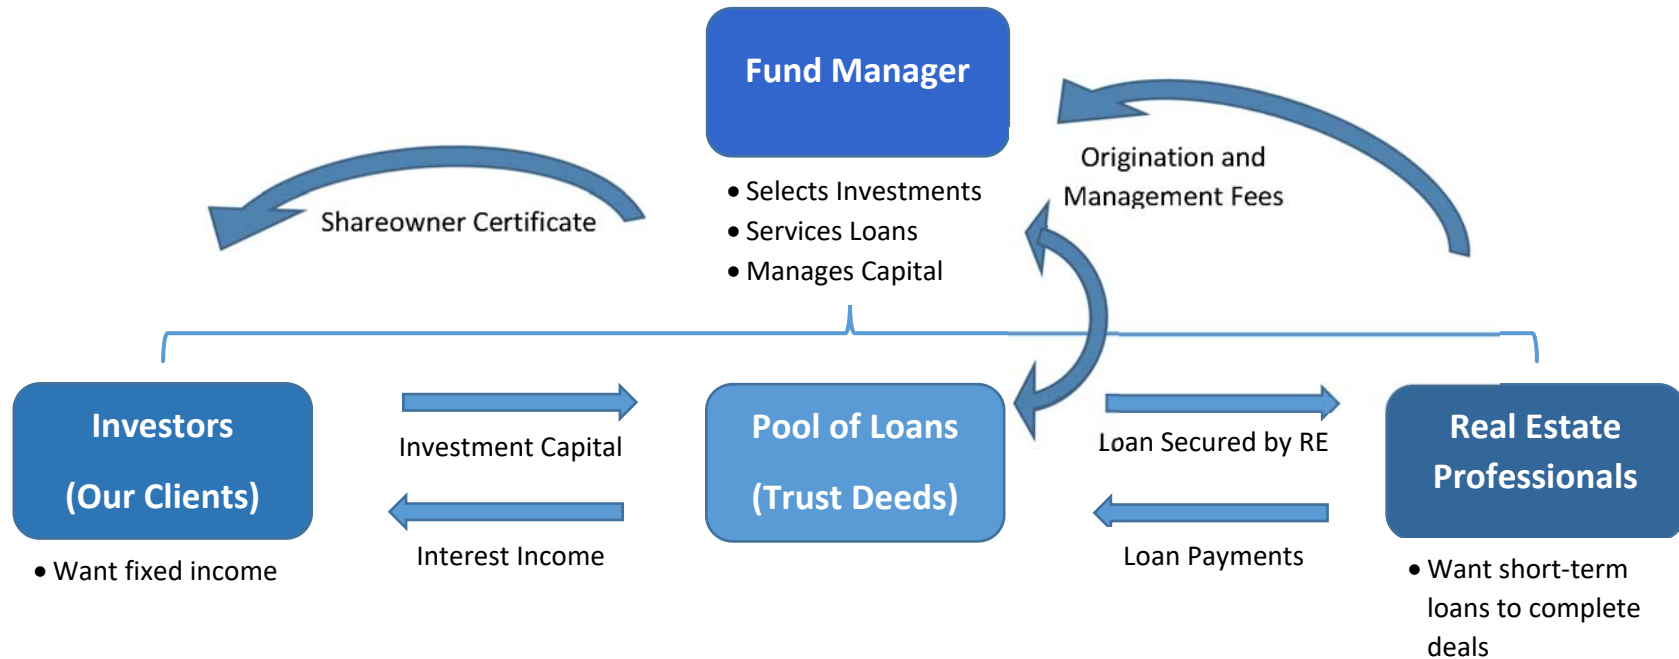 Fund Manager
• Selects Investments
• Services Loans
• Manages Capital
Shareowner Certificate
Origination and
Management Fees
Investors
(Our Clients)
• Want fixed income
Investment Capital
Interest Income
Pool of Loans
(Trust Deeds)
Loan Secured by RE
Loan Payments
Real Estate
Professionals
• Want short-term
loans to complete
deals